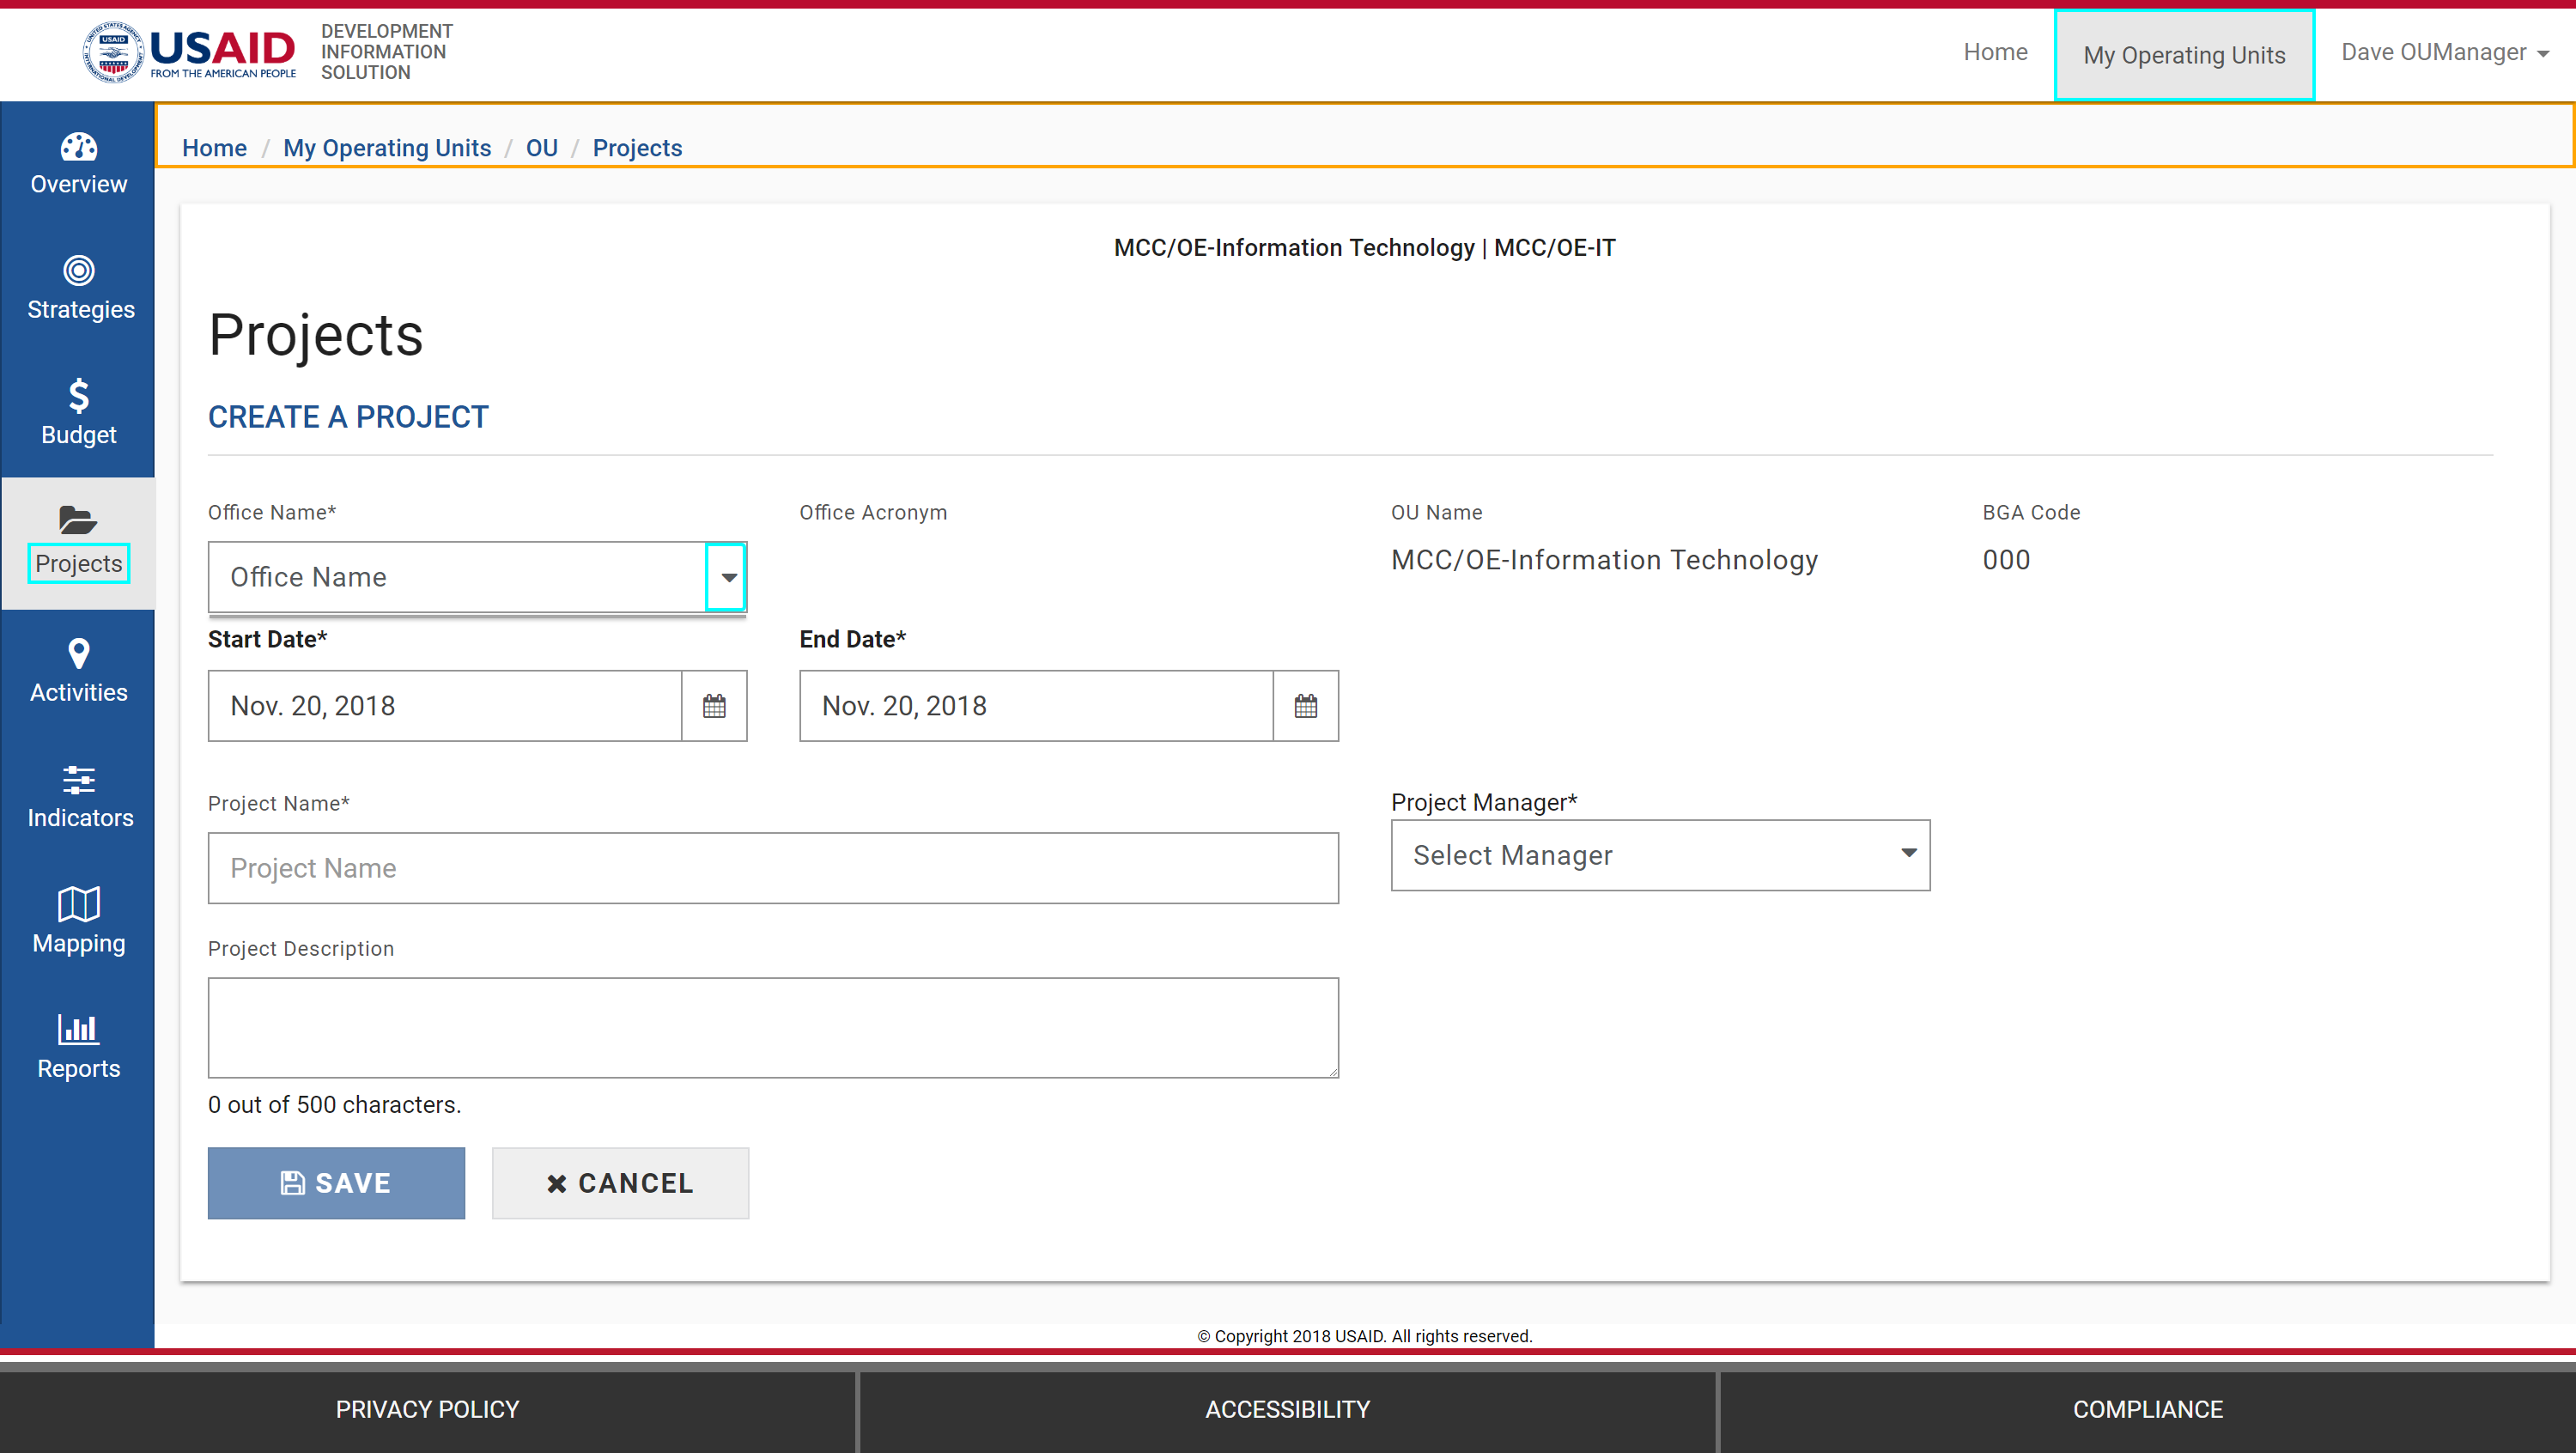 USAID
FROM THE AMERICAN PEOPLE
DEVELOPMENT
INFORMATION
SOLUTION
Home
My Operating Units
Dave OUManager
Home / My Operating Units / OU / Projects
Overview
Strategies
Budget
Projects
Activities
Indicators
Mapping
Reports
MCC/OE-Information Technology | MCC/OE-IT
Projects
CREATE A PROJECT
Office Name*
Office Name
Office Acronym
OU Name
MCC/OE-Information Technology
BGA Code
000
Start Date*
Nov. 20, 2018
End Date*
Nov. 20, 2018
Project Name*
Project Name
Project Manager*
Select Manager
Project Description
0 out of 500 characters.
SAVE
CANCEL
© Copyright 2018 USAID. All rights reserved.
PRIVACY POLICY
ACCESSIBILITY
COMPLIANCE